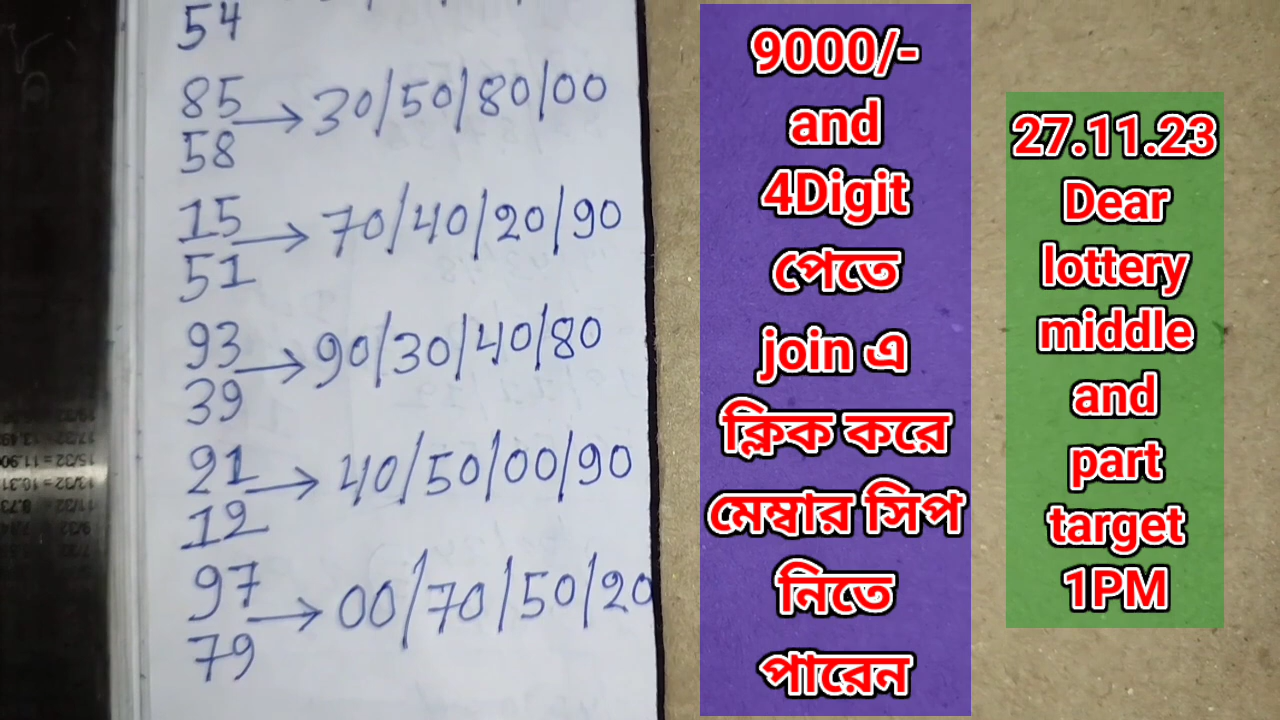 54
85
→ 30/50/80/00
58
15
→ 70/40/20/90
51
93
→ 90/30/40/80
39
21
→ 40/50/00/90
12
97
→ 00/70/50/20
79
9000/-
and
4Digit
পেতে
join এ
ক্লিক করে
মেম্বার সিপ
নিতে
পারেন
27.11.23
Dear
lottery
middle
and
part
target
1PM